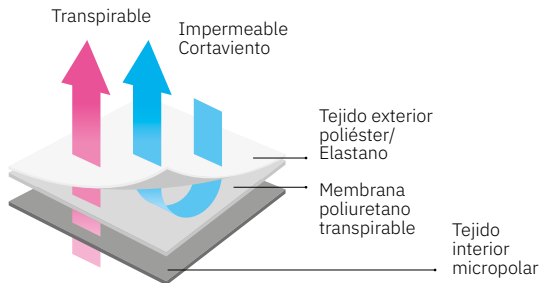 Transpirable
Impermeable
Cortaviento
Tejido exterior
poliéster/
Elastano
Membrana
poliuretano
transpirable
Tejido
interior
micropolar